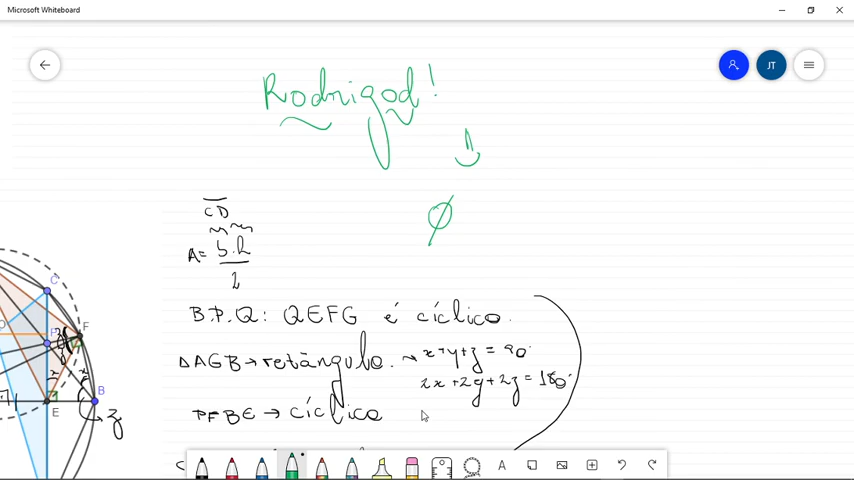 Microsoft Whiteboard
JT
Rodrigod!
Ø
CD
A = b.h
2
B.P.Q: QEFG é cíclico.
ΔAGB → retângulo. → x+y+z = 90°
2x+2y+2z = 180°
PFBE → cíclico
C
F
P
E
B
z
A